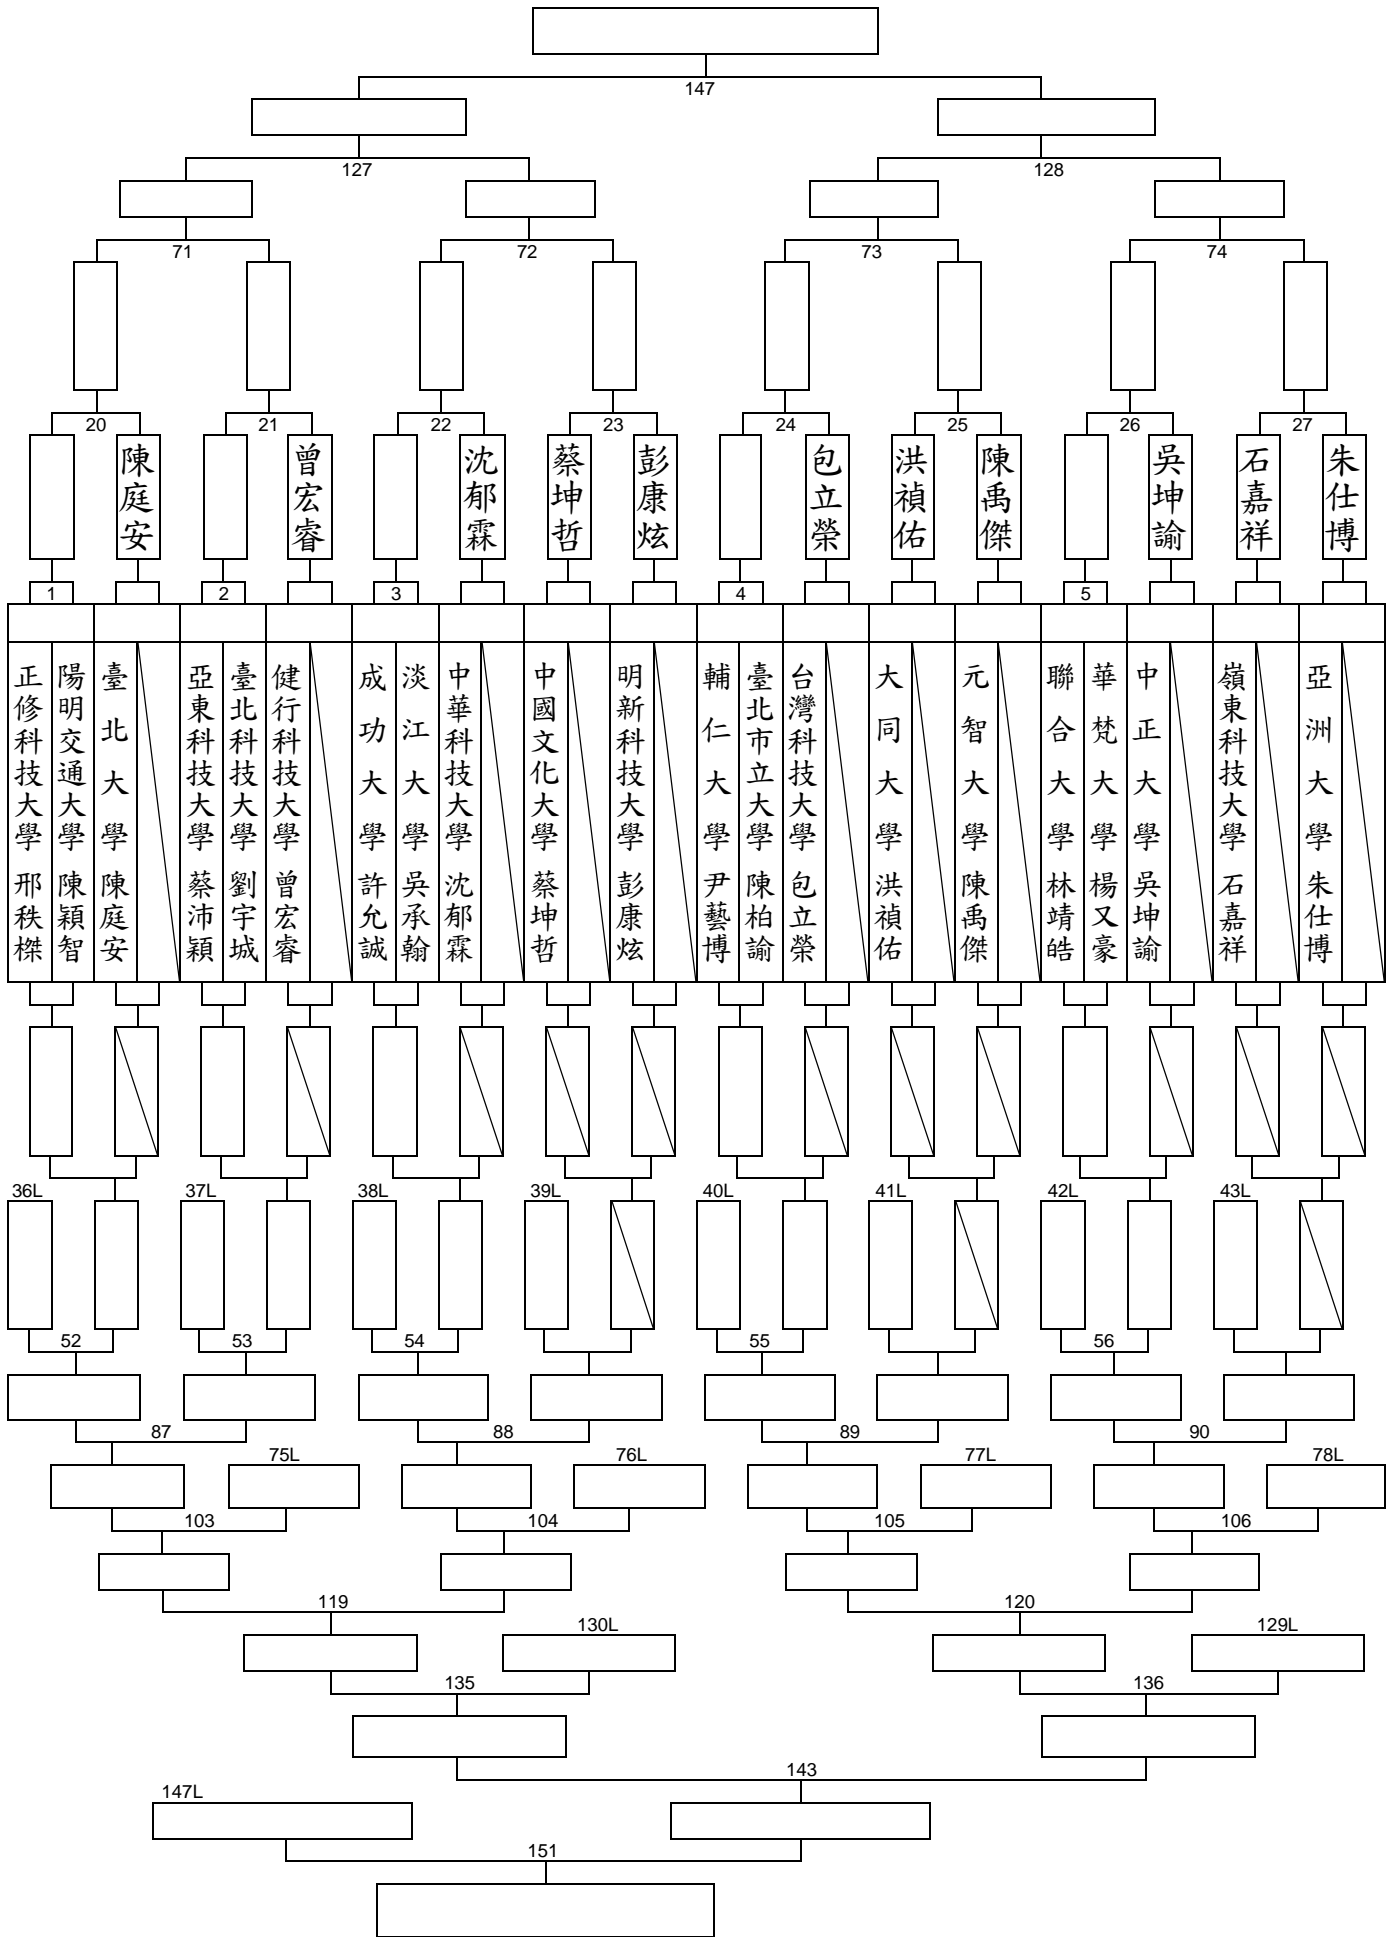 147
127
128
71
72
73
74
20
21
22
23
24
25
26
27
陳庭安
曾宏睿
沈郁霖
蔡坤哲
彭康炫
包立榮
洪禎佑
陳禹傑
吳坤諭
石嘉祥
朱仕博
1
2
3
4
5
正修科技大學 邢秩榤
陽明交通大學 陳穎智
臺北大學 陳庭安
亞東科技大學 蔡沛穎
臺北科技大學 劉宇城
健行科技大學 曾宏睿
成功大學 許允誠
淡江大學 吳承翰
中華科技大學 沈郁霖
中國文化大學 蔡坤哲
明新科技大學 彭康炫
輔仁大學 尹藝博
臺北市立大學 陳柏諭
台灣科技大學 包立榮
大同大學 洪禎佑
元智大學 陳禹傑
聯合大學 林靖皓
華梵大學 楊又豪
中正大學 吳坤諭
嶺東科技大學 石嘉祥
亞洲大學 朱仕博
36L
37L
38L
39L
40L
41L
42L
43L
52
53
54
55
56
87
88
89
90
75L
76L
77L
78L
103
104
105
106
119
120
130L
129L
135
136
143
147L
151